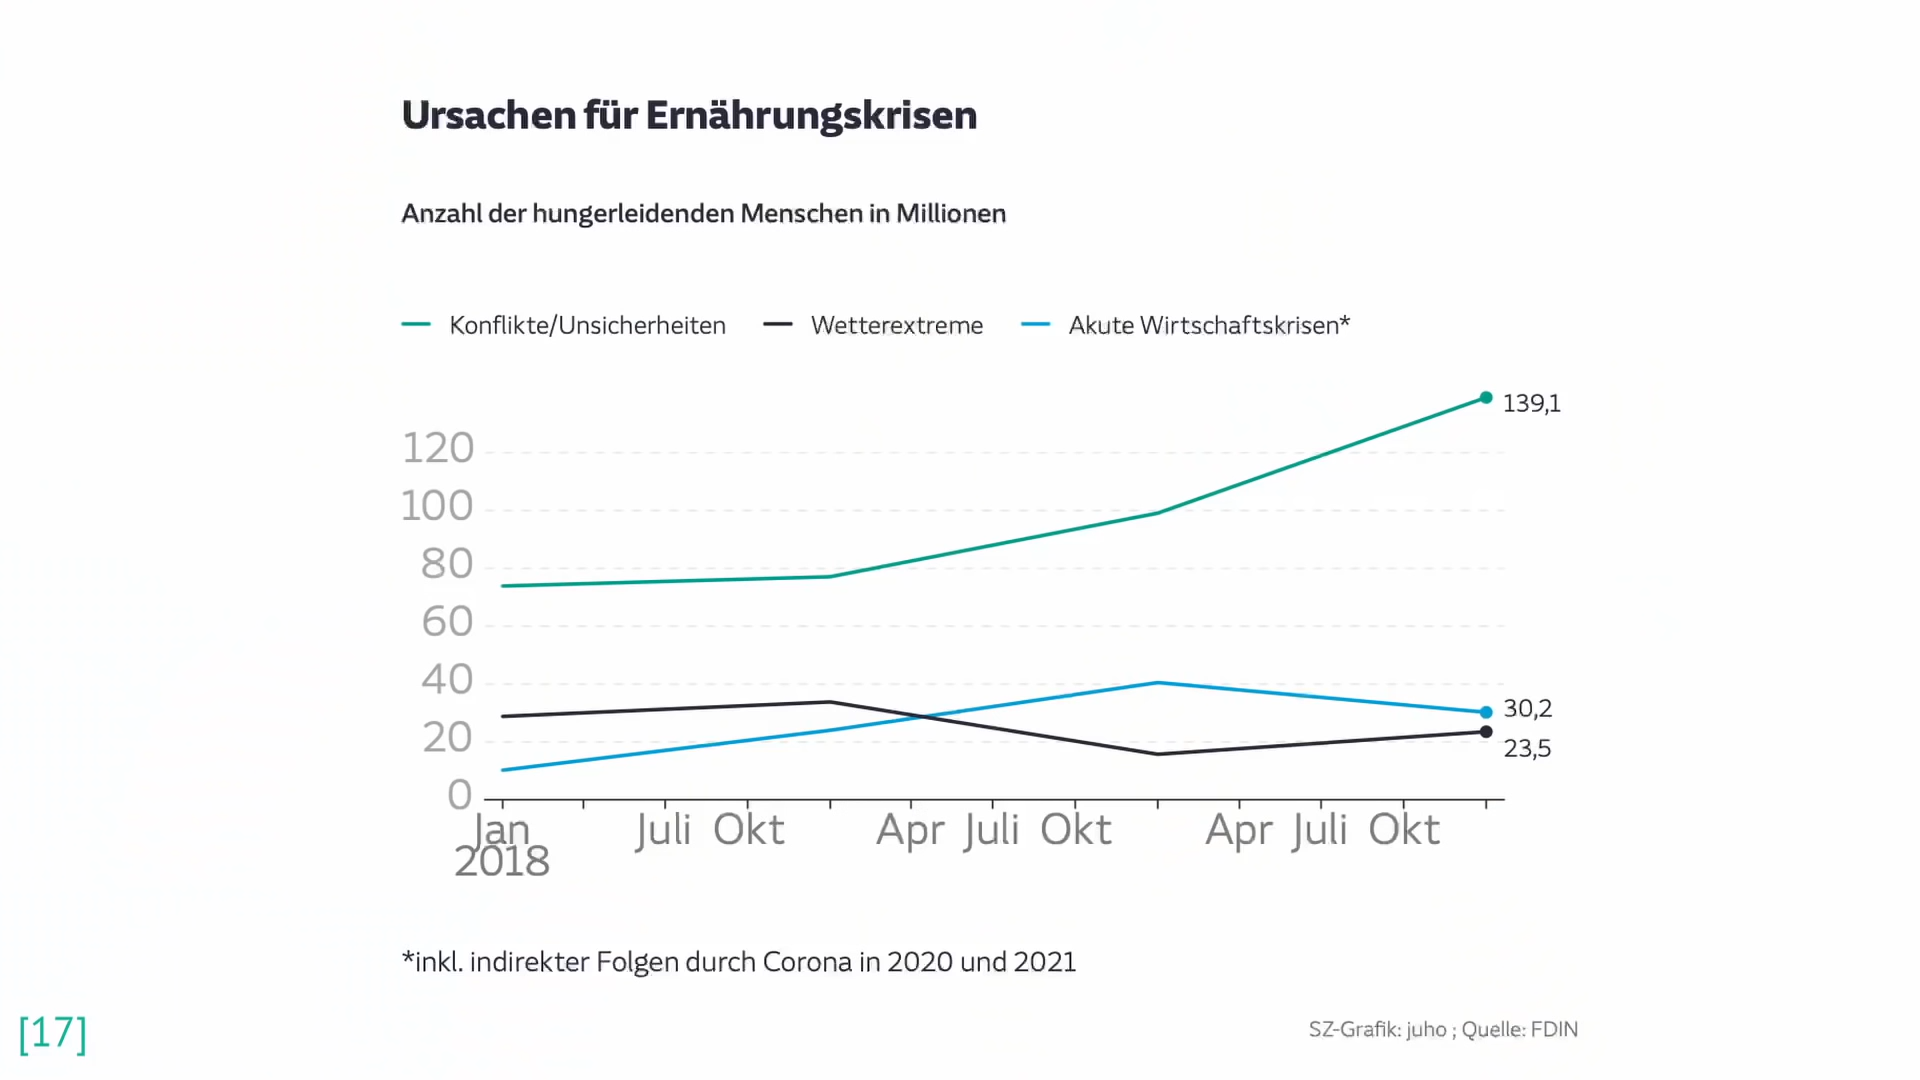 Ursachen für Ernährungskrisen
Anzahl der hungerleidenden Menschen in Millionen
Konflikte/Unsicherheiten Wetterextreme Akute Wirtschaftskrisen*
139,1
120
100
80
60
40
30,2
20
23,5
0
Jan Juli Okt Apr Juli Okt Apr Juli Okt
2018
*inkl. indirekter Folgen durch Corona in 2020 und 2021
[17]
SZ-Grafik: juho ; Quelle: FDIN